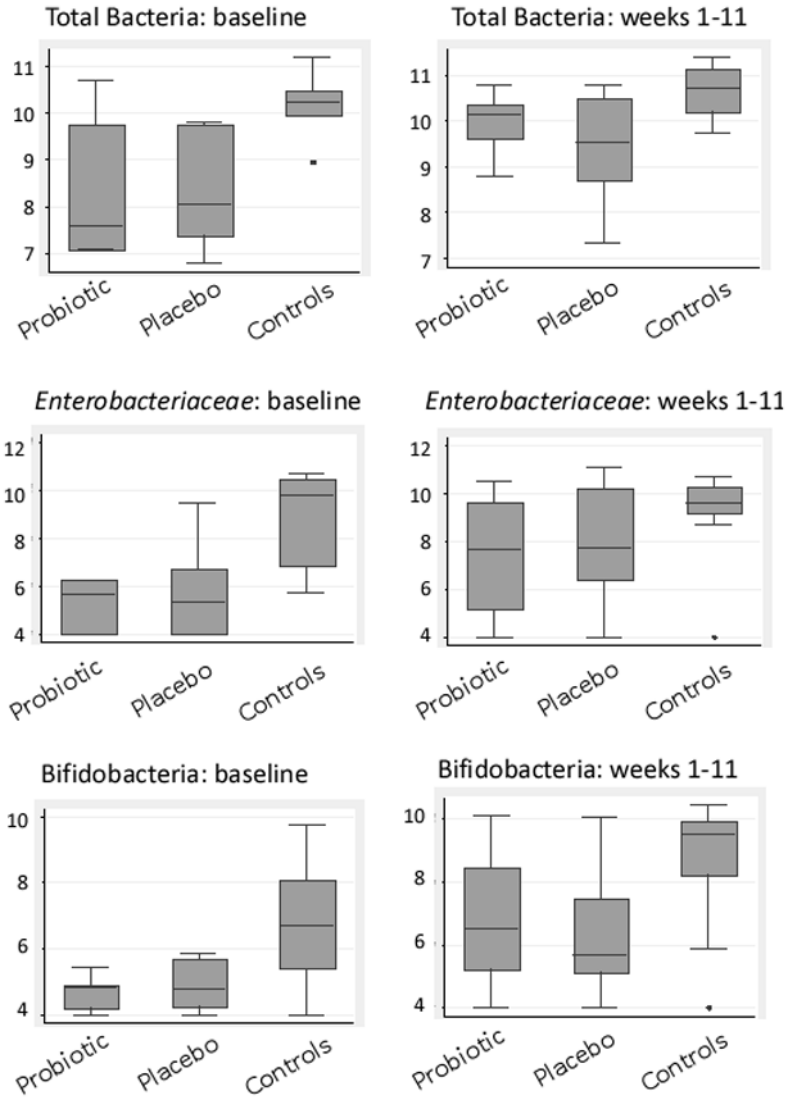 Total Bacteria: baseline
11
10
9
8
7
Probiotic
Placebo
Controls
Total Bacteria: weeks 1-11
11
10
9
8
7
Probiotic
Placebo
Controls
Enterobacteriaceae: baseline
12
10
8
6
4
Probiotic
Placebo
Controls
Enterobacteriaceae: weeks 1-11
12
10
8
6
4
Probiotic
Placebo
Controls
Bifidobacteria: baseline
10
8
6
4
Probiotic
Placebo
Controls
Bifidobacteria: weeks 1-11
10
8
6
4
Probiotic
Placebo
Controls